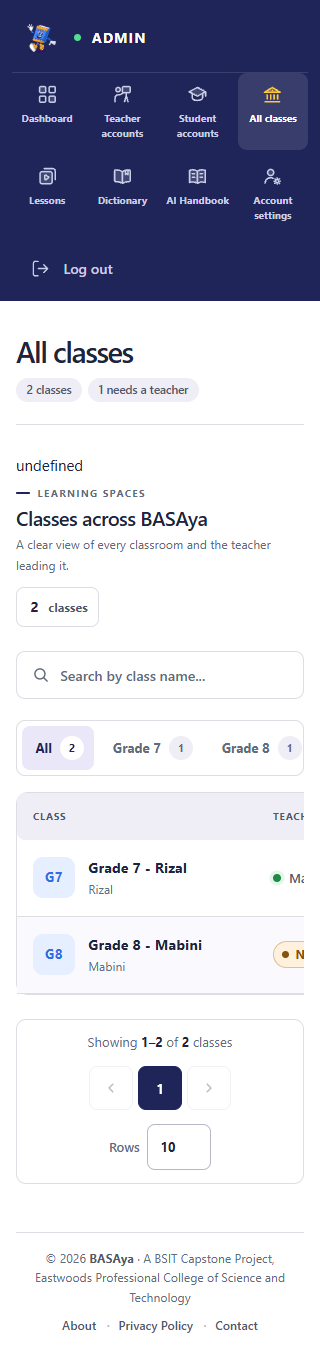 ADMIN
Dashboard
Teacher accounts
Student accounts
All classes
Lessons
Dictionary
AI Handbook
Account settings
Log out
All classes
2 classes
1 needs a teacher
undefined
LEARNING SPACES
Classes across BASAya
A clear view of every classroom and the teacher
leading it.
2 classes
Search by class name...
All 2 Grade 7 1 Grade 8 1
CLASS
G7 Grade 7 - Rizal
Rizal
G8 Grade 8 - Mabini
Mabini
Showing 1–2 of 2 classes
1
Rows 10
© 2026 BASAya · A BSIT Capstone Project,
Eastwoods Professional College of Science and
Technology
About · Privacy Policy · Contact